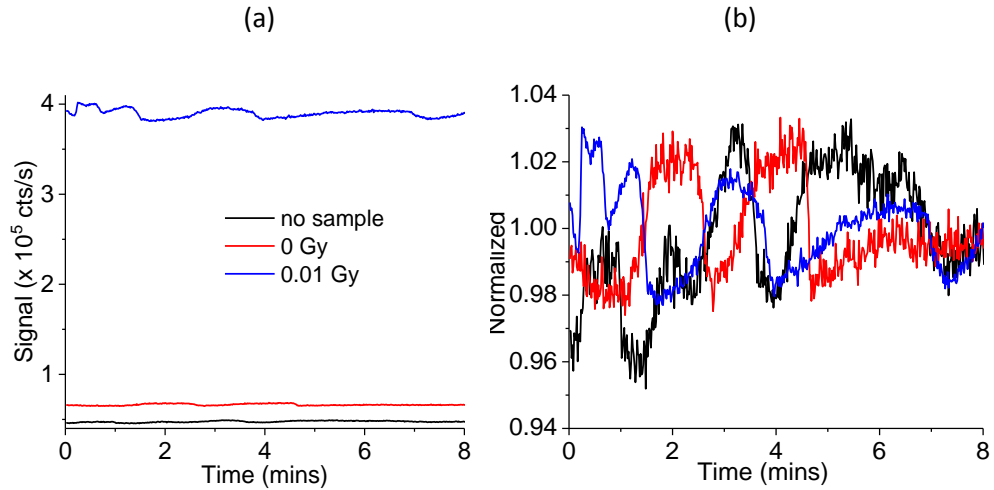 (a)
(b)
Signal (x 10⁵ cts/s)
4
3
2
1
no sample
0 Gy
0.01 Gy
0 2 4 6 8
Time (mins)
Normalized
1.04
1.02
1.00
0.98
0.96
0.94
0 2 4 6 8
Time (mins)